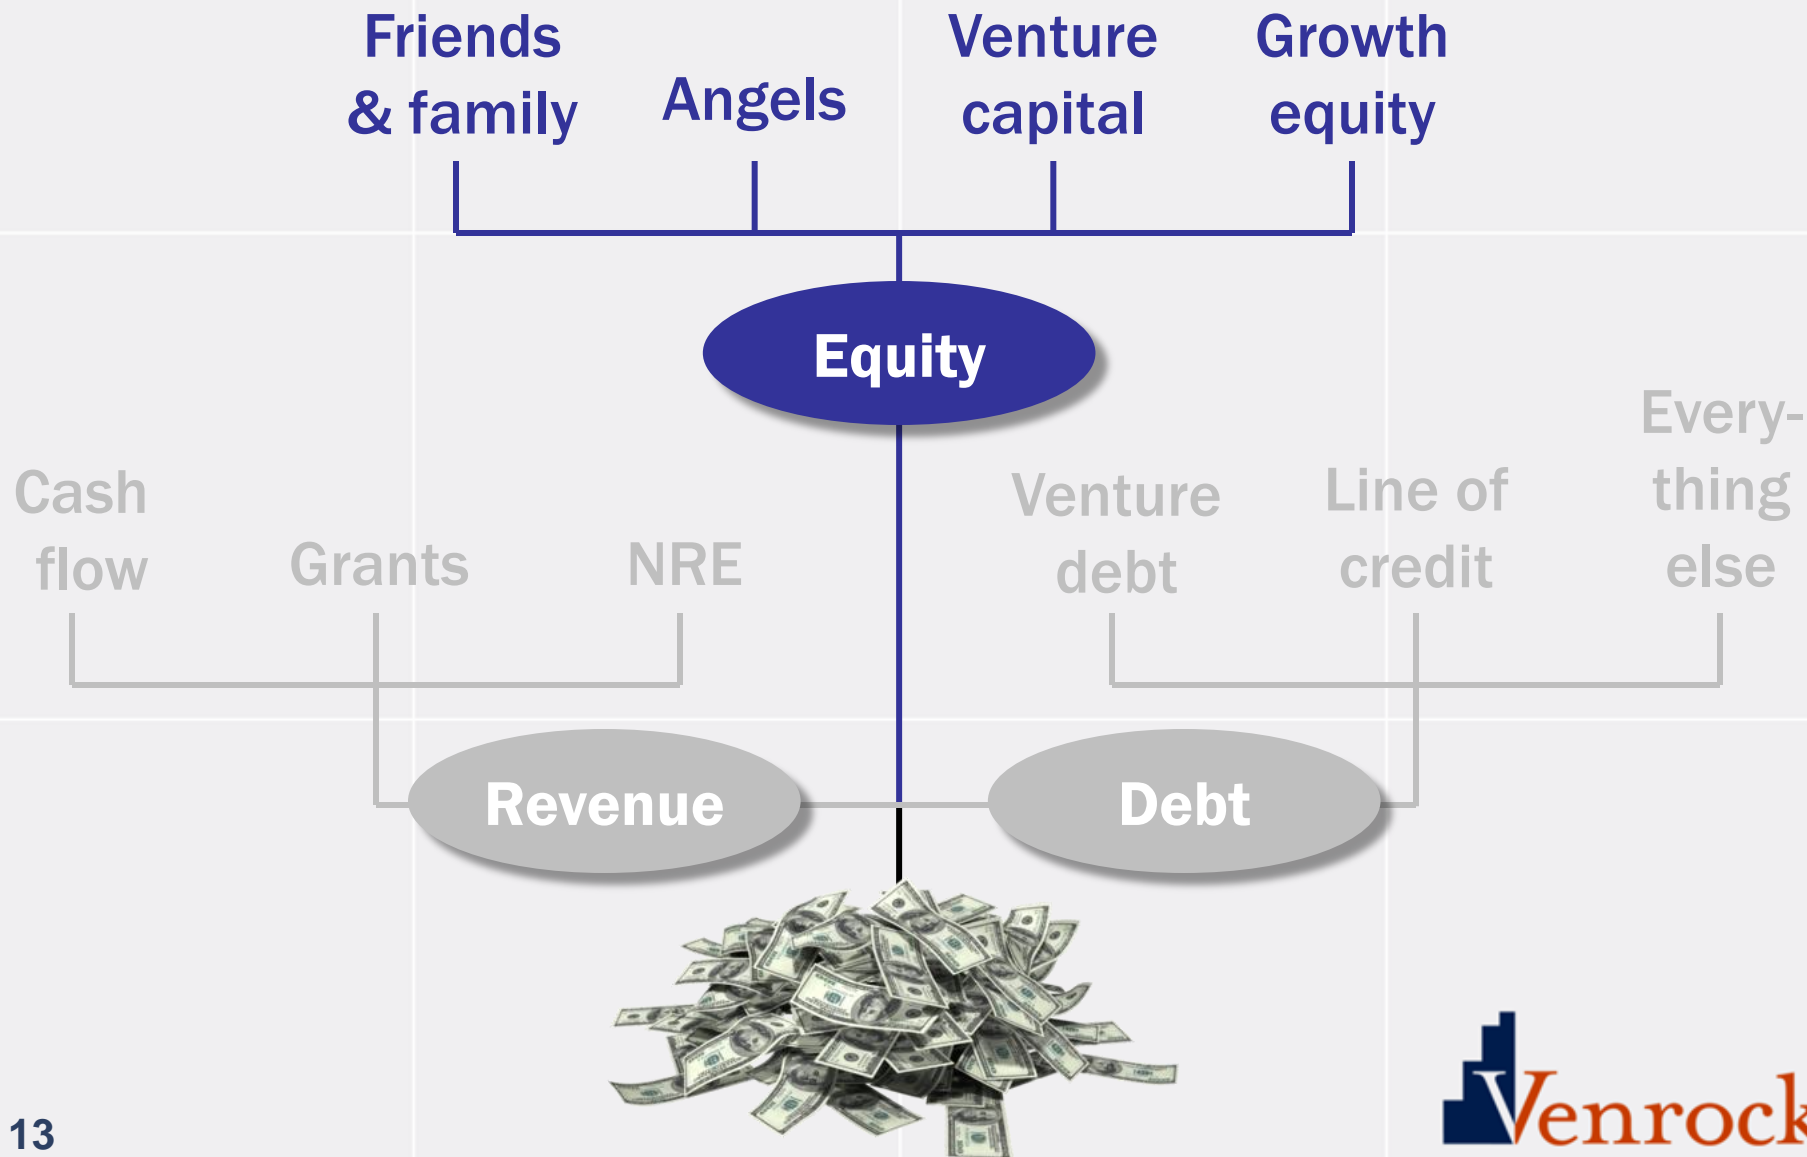 Friends
& family
Angels
Venture
capital
Growth
equity
Equity
Cash
flow
Grants
NRE
Venture
debt
Line of
credit
Every-
thing
else
Revenue
Debt
13
Venrock